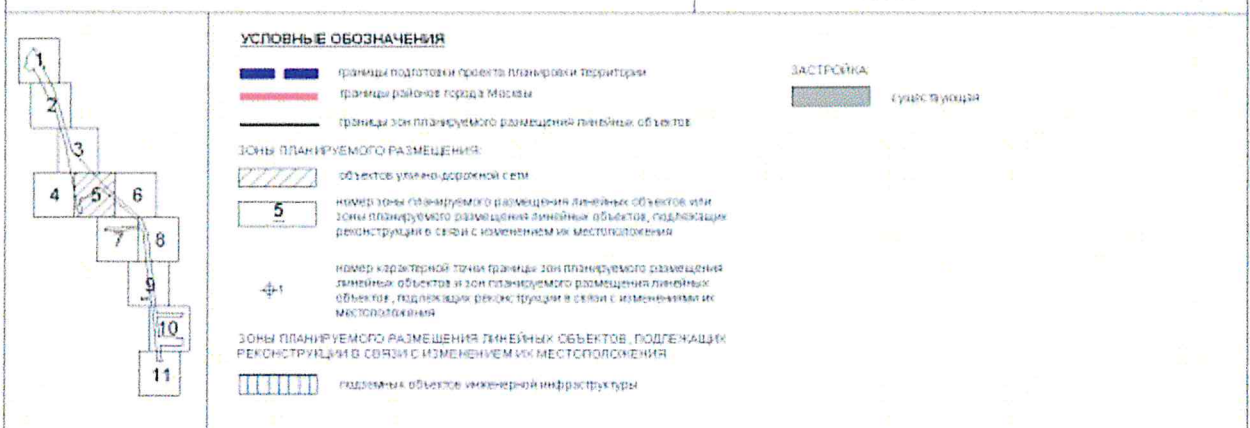 1
2
3
4 5 6
7 8
9
10
11
УСЛОВНЫЕ ОБОЗНАЧЕНИЯ
границы подготовки проекта планировки территории
границы районов города Москвы
границы зон планируемого размещения линейных объектов
ЗОНЫ ПЛАНИРУЕМОГО РАЗМЕЩЕНИЯ:
объектов улично-дорожной сети
5
номер зоны планируемого размещения линейных объектов или
зоны планируемого размещения линейных объектов, подлежащих
реконструкции в связи с изменением их местоположения
1
номер характерной точки границы зон планируемого размещения
линейных объектов и зон планируемого размещения линейных
объектов, подлежащих реконструкции в связи с изменениями их
местоположения
ЗОНЫ ПЛАНИРУЕМОГО РАЗМЕЩЕНИЯ ЛИНЕЙНЫХ ОБЪЕКТОВ, ПОДЛЕЖАЩИХ
РЕКОНСТРУКЦИИ В СВЯЗИ С ИЗМЕНЕНИЕМ ИХ МЕСТОПОЛОЖЕНИЯ
подземных объектов инженерной инфраструктуры
ЗАСТРОЙКА:
существующая